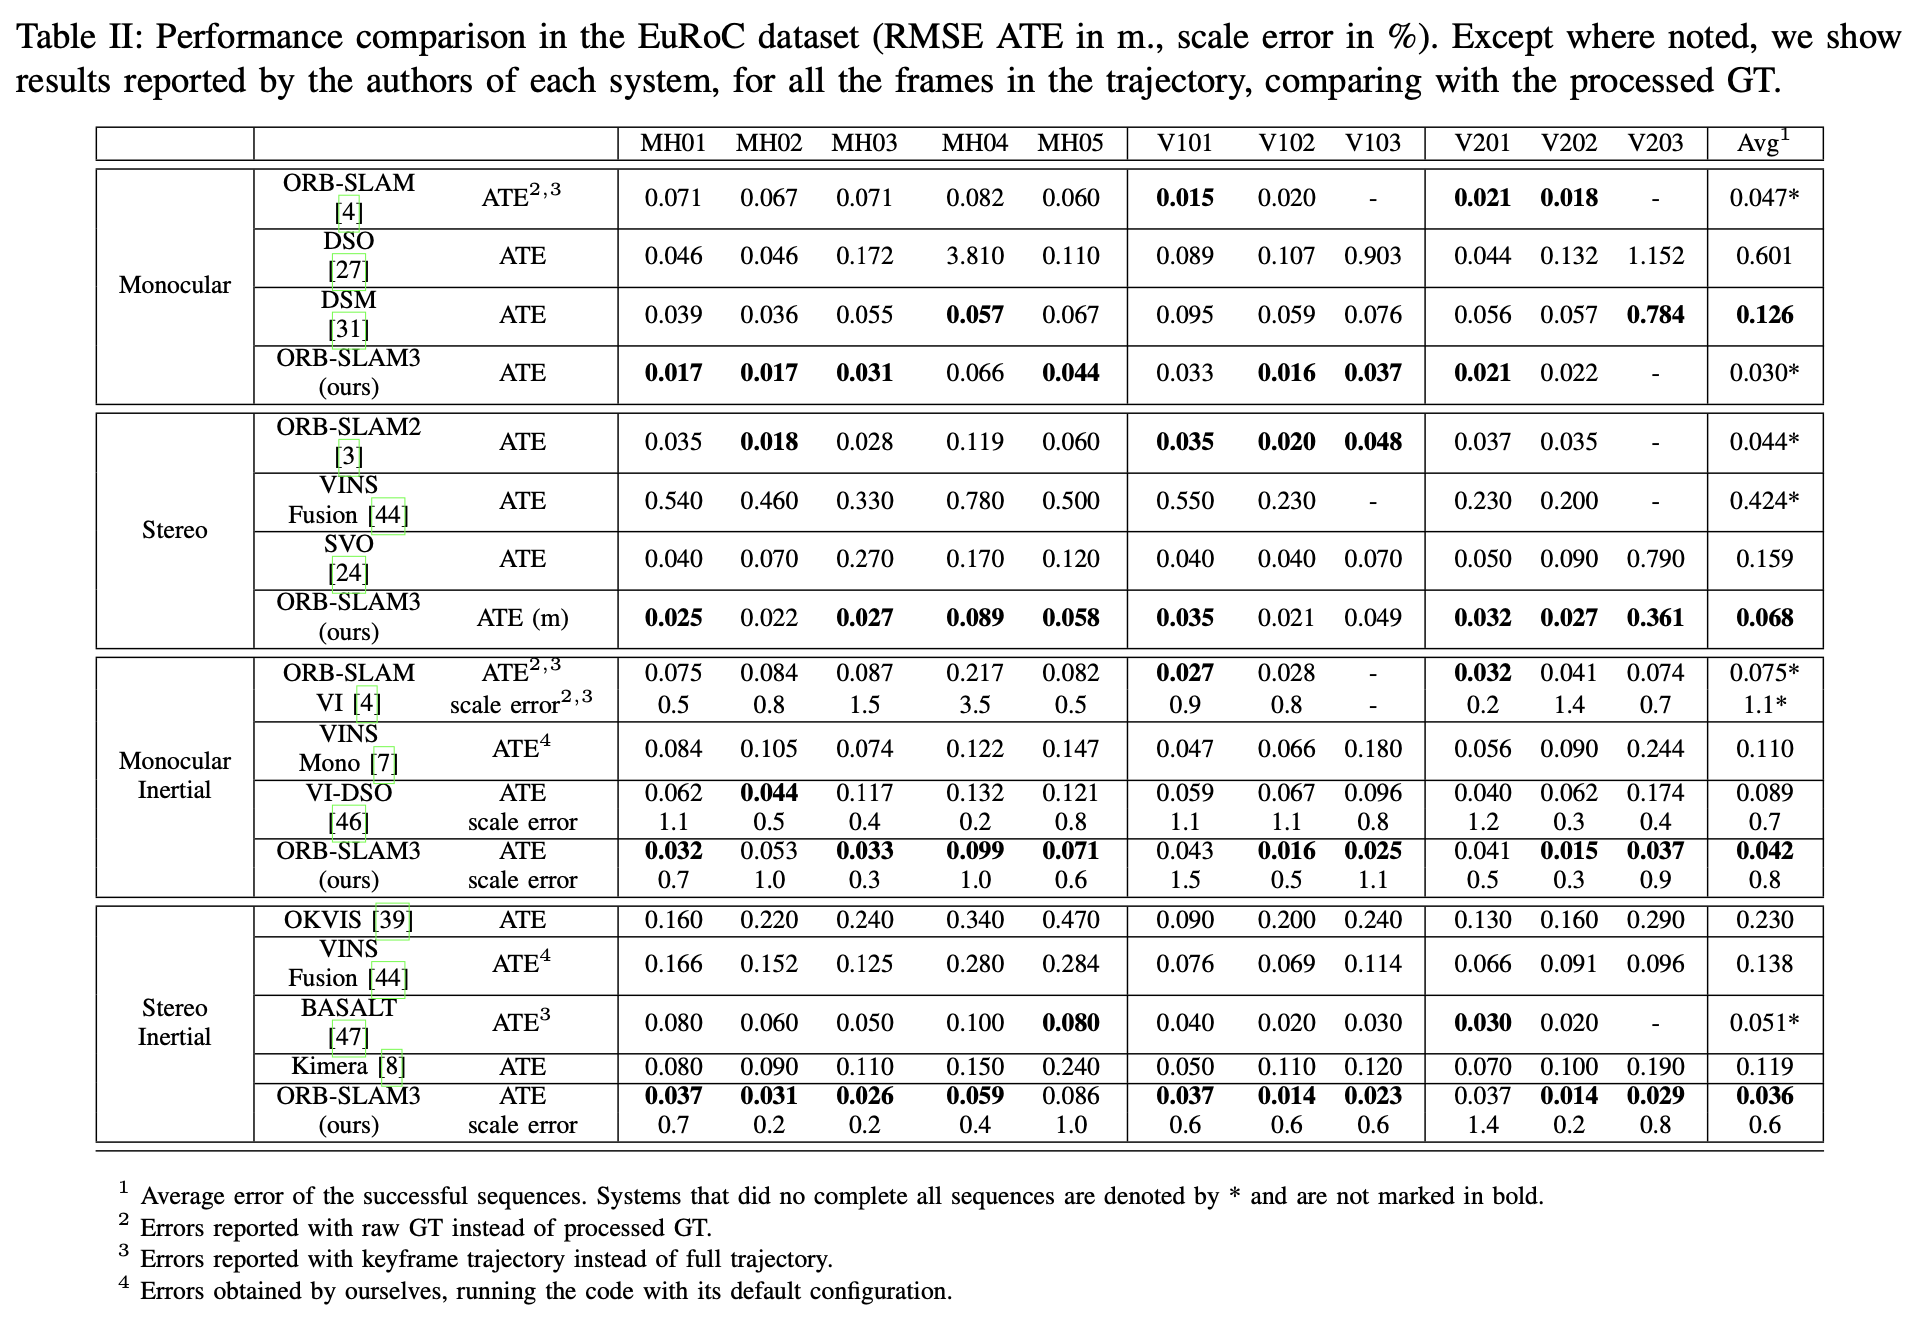 Table II: Performance comparison in the EuRoC dataset (RMSE ATE in m., scale error in %). Except where noted, we show
results reported by the authors of each system, for all the frames in the trajectory, comparing with the processed GT.
MH01 MH02 MH03 MH04 MH05 V101 V102 V103 V201 V202 V203 Avg¹
Monocular
ORB-SLAM
[4]
ATE²,³ 0.071 0.067 0.071 0.082 0.060 0.015 0.020 - 0.021 0.018 - 0.047*
DSO
[27]
ATE 0.046 0.046 0.172 3.810 0.110 0.089 0.107 0.903 0.044 0.132 1.152 0.601
DSM
[31]
ATE 0.039 0.036 0.055 0.057 0.067 0.095 0.059 0.076 0.056 0.057 0.784 0.126
ORB-SLAM3
(ours)
ATE 0.017 0.017 0.031 0.066 0.044 0.033 0.016 0.037 0.021 0.022 - 0.030*
Stereo
ORB-SLAM2
[3]
ATE 0.035 0.018 0.028 0.119 0.060 0.035 0.020 0.048 0.037 0.035 - 0.044*
VINS
Fusion [44]
ATE 0.540 0.460 0.330 0.780 0.500 0.550 0.230 - 0.230 0.200 - 0.424*
SVO
[24]
ATE 0.040 0.070 0.270 0.170 0.120 0.040 0.040 0.070 0.050 0.090 0.790 0.159
ORB-SLAM3
(ours)
ATE (m) 0.025 0.022 0.027 0.089 0.058 0.035 0.021 0.049 0.032 0.027 0.361 0.068
Monocular
Inertial
ORB-SLAM ATE²,³ 0.075 0.084 0.087 0.217 0.082 0.027 0.028 - 0.032 0.041 0.074 0.075*
VI [4] scale error²,³ 0.5 0.8 1.5 3.5 0.5 0.9 0.8 - 0.2 1.4 0.7 1.1*
VINS
Mono [7]
ATE⁴ 0.084 0.105 0.074 0.122 0.147 0.047 0.066 0.180 0.056 0.090 0.244 0.110
VI-DSO ATE 0.062 0.044 0.117 0.132 0.121 0.059 0.067 0.096 0.040 0.062 0.174 0.089
[46] scale error 1.1 0.5 0.4 0.2 0.8 1.1 1.1 0.8 1.2 0.3 0.4 0.7
ORB-SLAM3 ATE 0.032 0.053 0.033 0.099 0.071 0.043 0.016 0.025 0.041 0.015 0.037 0.042
(ours) scale error 0.7 1.0 0.3 1.0 0.6 1.5 0.5 1.1 0.5 0.3 0.9 0.8
Stereo
Inertial
OKVIS [39] ATE 0.160 0.220 0.240 0.340 0.470 0.090 0.200 0.240 0.130 0.160 0.290 0.230
VINS
Fusion [44]
ATE⁴ 0.166 0.152 0.125 0.280 0.284 0.076 0.069 0.114 0.066 0.091 0.096 0.138
BASALT
[47]
ATE³ 0.080 0.060 0.050 0.100 0.080 0.040 0.020 0.030 0.030 0.020 - 0.051*
Kimera [8] ATE 0.080 0.090 0.110 0.150 0.240 0.050 0.110 0.120 0.070 0.100 0.190 0.119
ORB-SLAM3 ATE 0.037 0.031 0.026 0.059 0.086 0.037 0.014 0.023 0.037 0.014 0.029 0.036
(ours) scale error 0.7 0.2 0.2 0.4 1.0 0.6 0.6 0.6 1.4 0.2 0.8 0.6
¹ Average error of the successful sequences. Systems that did no complete all sequences are denoted by * and are not marked in bold.
² Errors reported with raw GT instead of processed GT.
³ Errors reported with keyframe trajectory instead of full trajectory.
⁴ Errors obtained by ourselves, running the code with its default configuration.